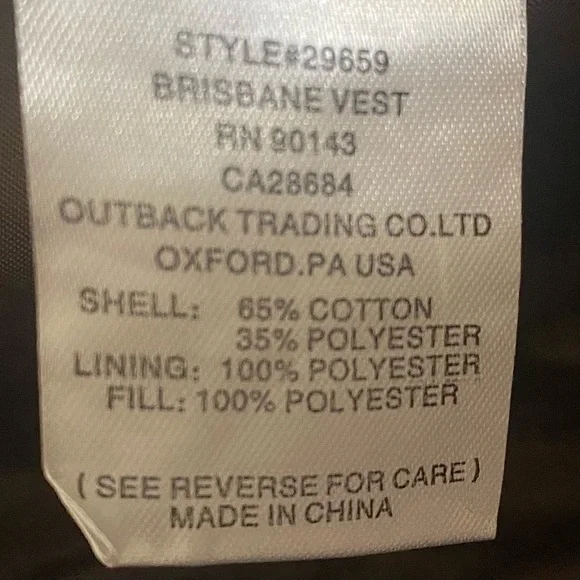 STYLE#29659
BRISBANE VEST
RN 90143
CA28684
OUTBACK TRADING CO.LTD
OXFORD.PA USA
SHELL: 65% COTTON
35% POLYESTER
LINING: 100% POLYESTER
FILL: 100% POLYESTER
( SEE REVERSE FOR CARE )
MADE IN CHINA